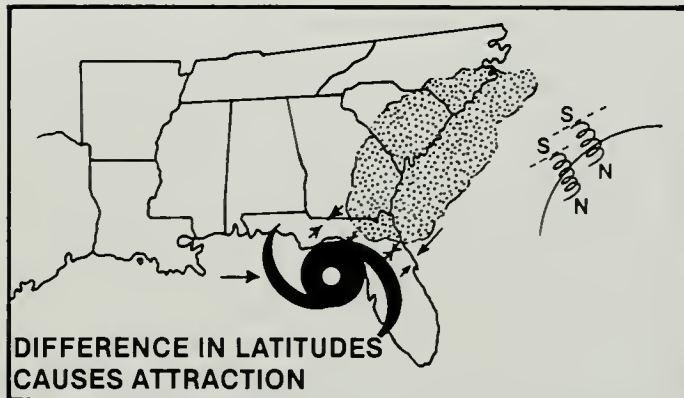 S
S
N
N
DIFFERENCE IN LATITUDES
CAUSES ATTRACTION